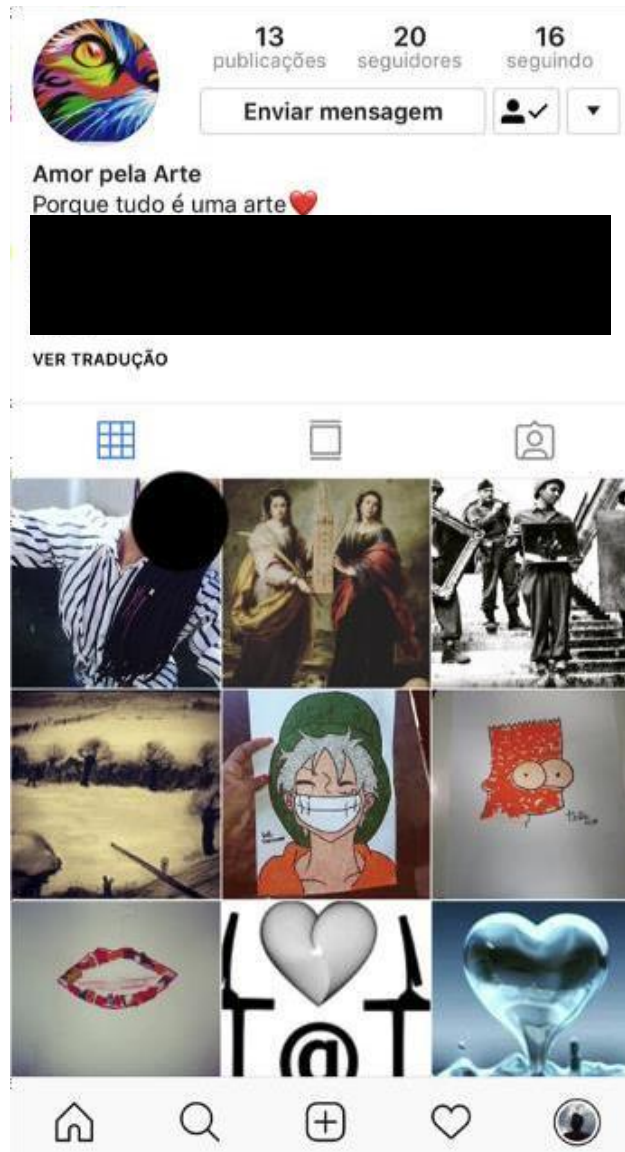 13 20 16
publicações seguidores seguindo
Enviar mensagem
Amor pela Arte
Porque tudo é uma arte❤️
VER TRADUÇÃO
@